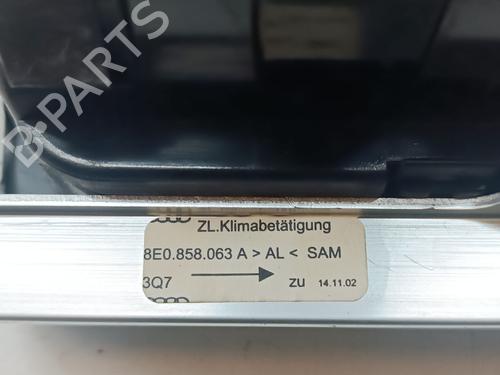 B-PARTS
ZL.Klimabetätigung
8E0.858.063 A > AL < SAM
3Q7 zu 14.11.02